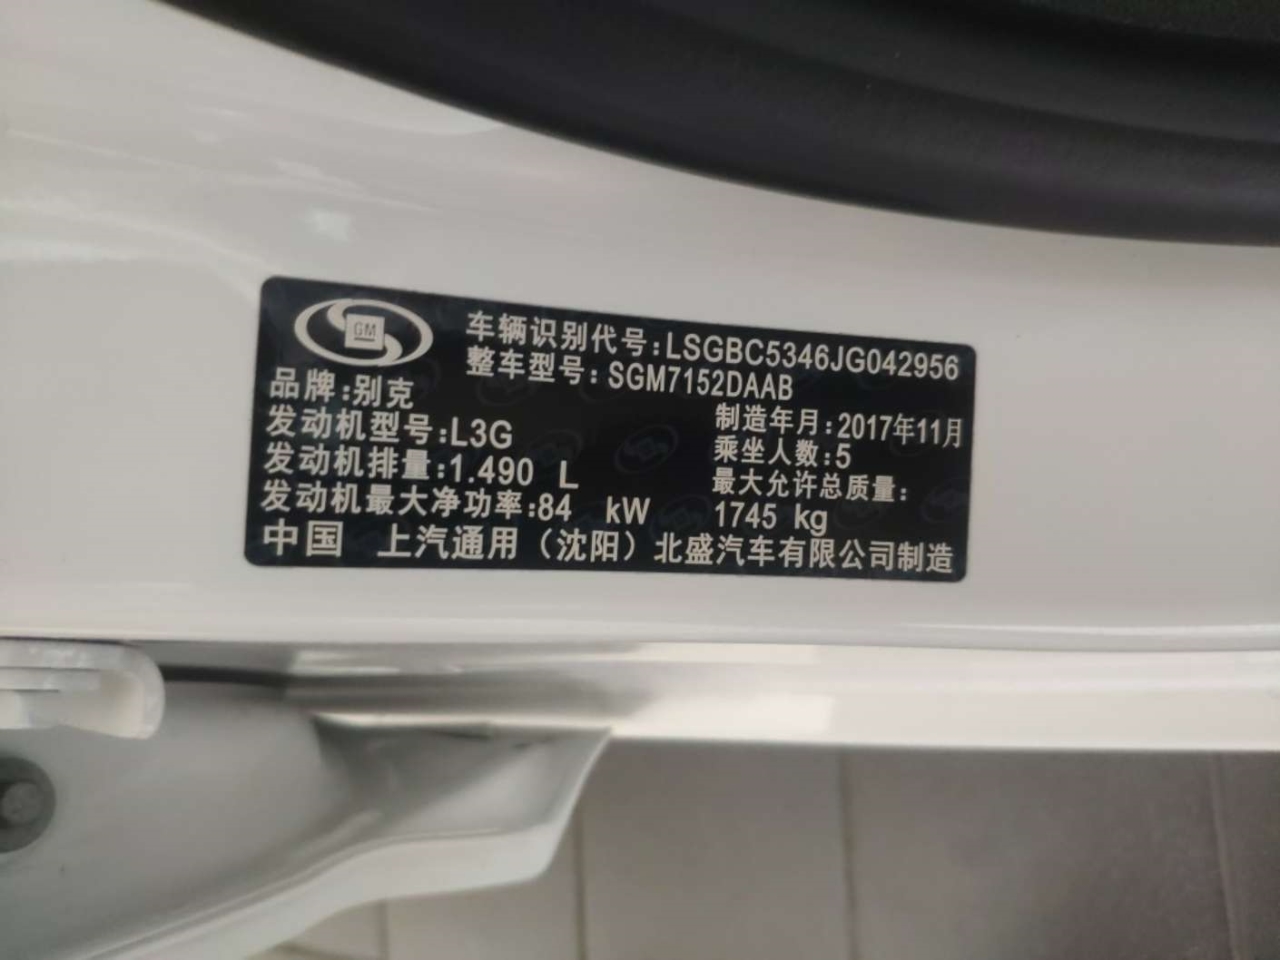 GM
车辆识别代号:LSGBC5346JG042956
整车型号:SGM7152DAAB
品牌:别克
制造年月:2017年11月
发动机型号:L3G
乘坐人数:5
发动机排量:1.490 L
最大允许总质量:
1745 kg
发动机最大净功率:84 kW
中国 上汽通用（沈阳）北盛汽车有限公司制造